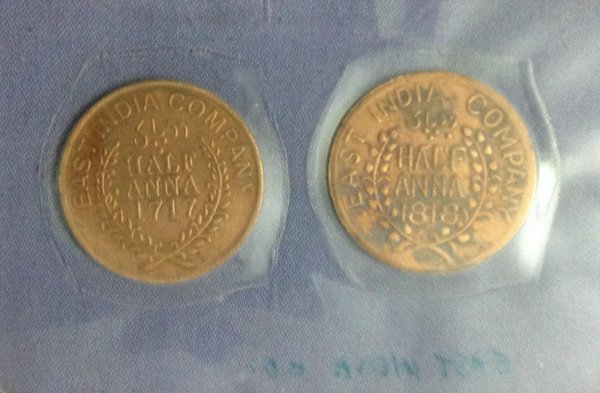 EAST INDIA COMPANY
HALF
ANNA
1717
EAST INDIA COMPANY
HALF
ANNA
1818